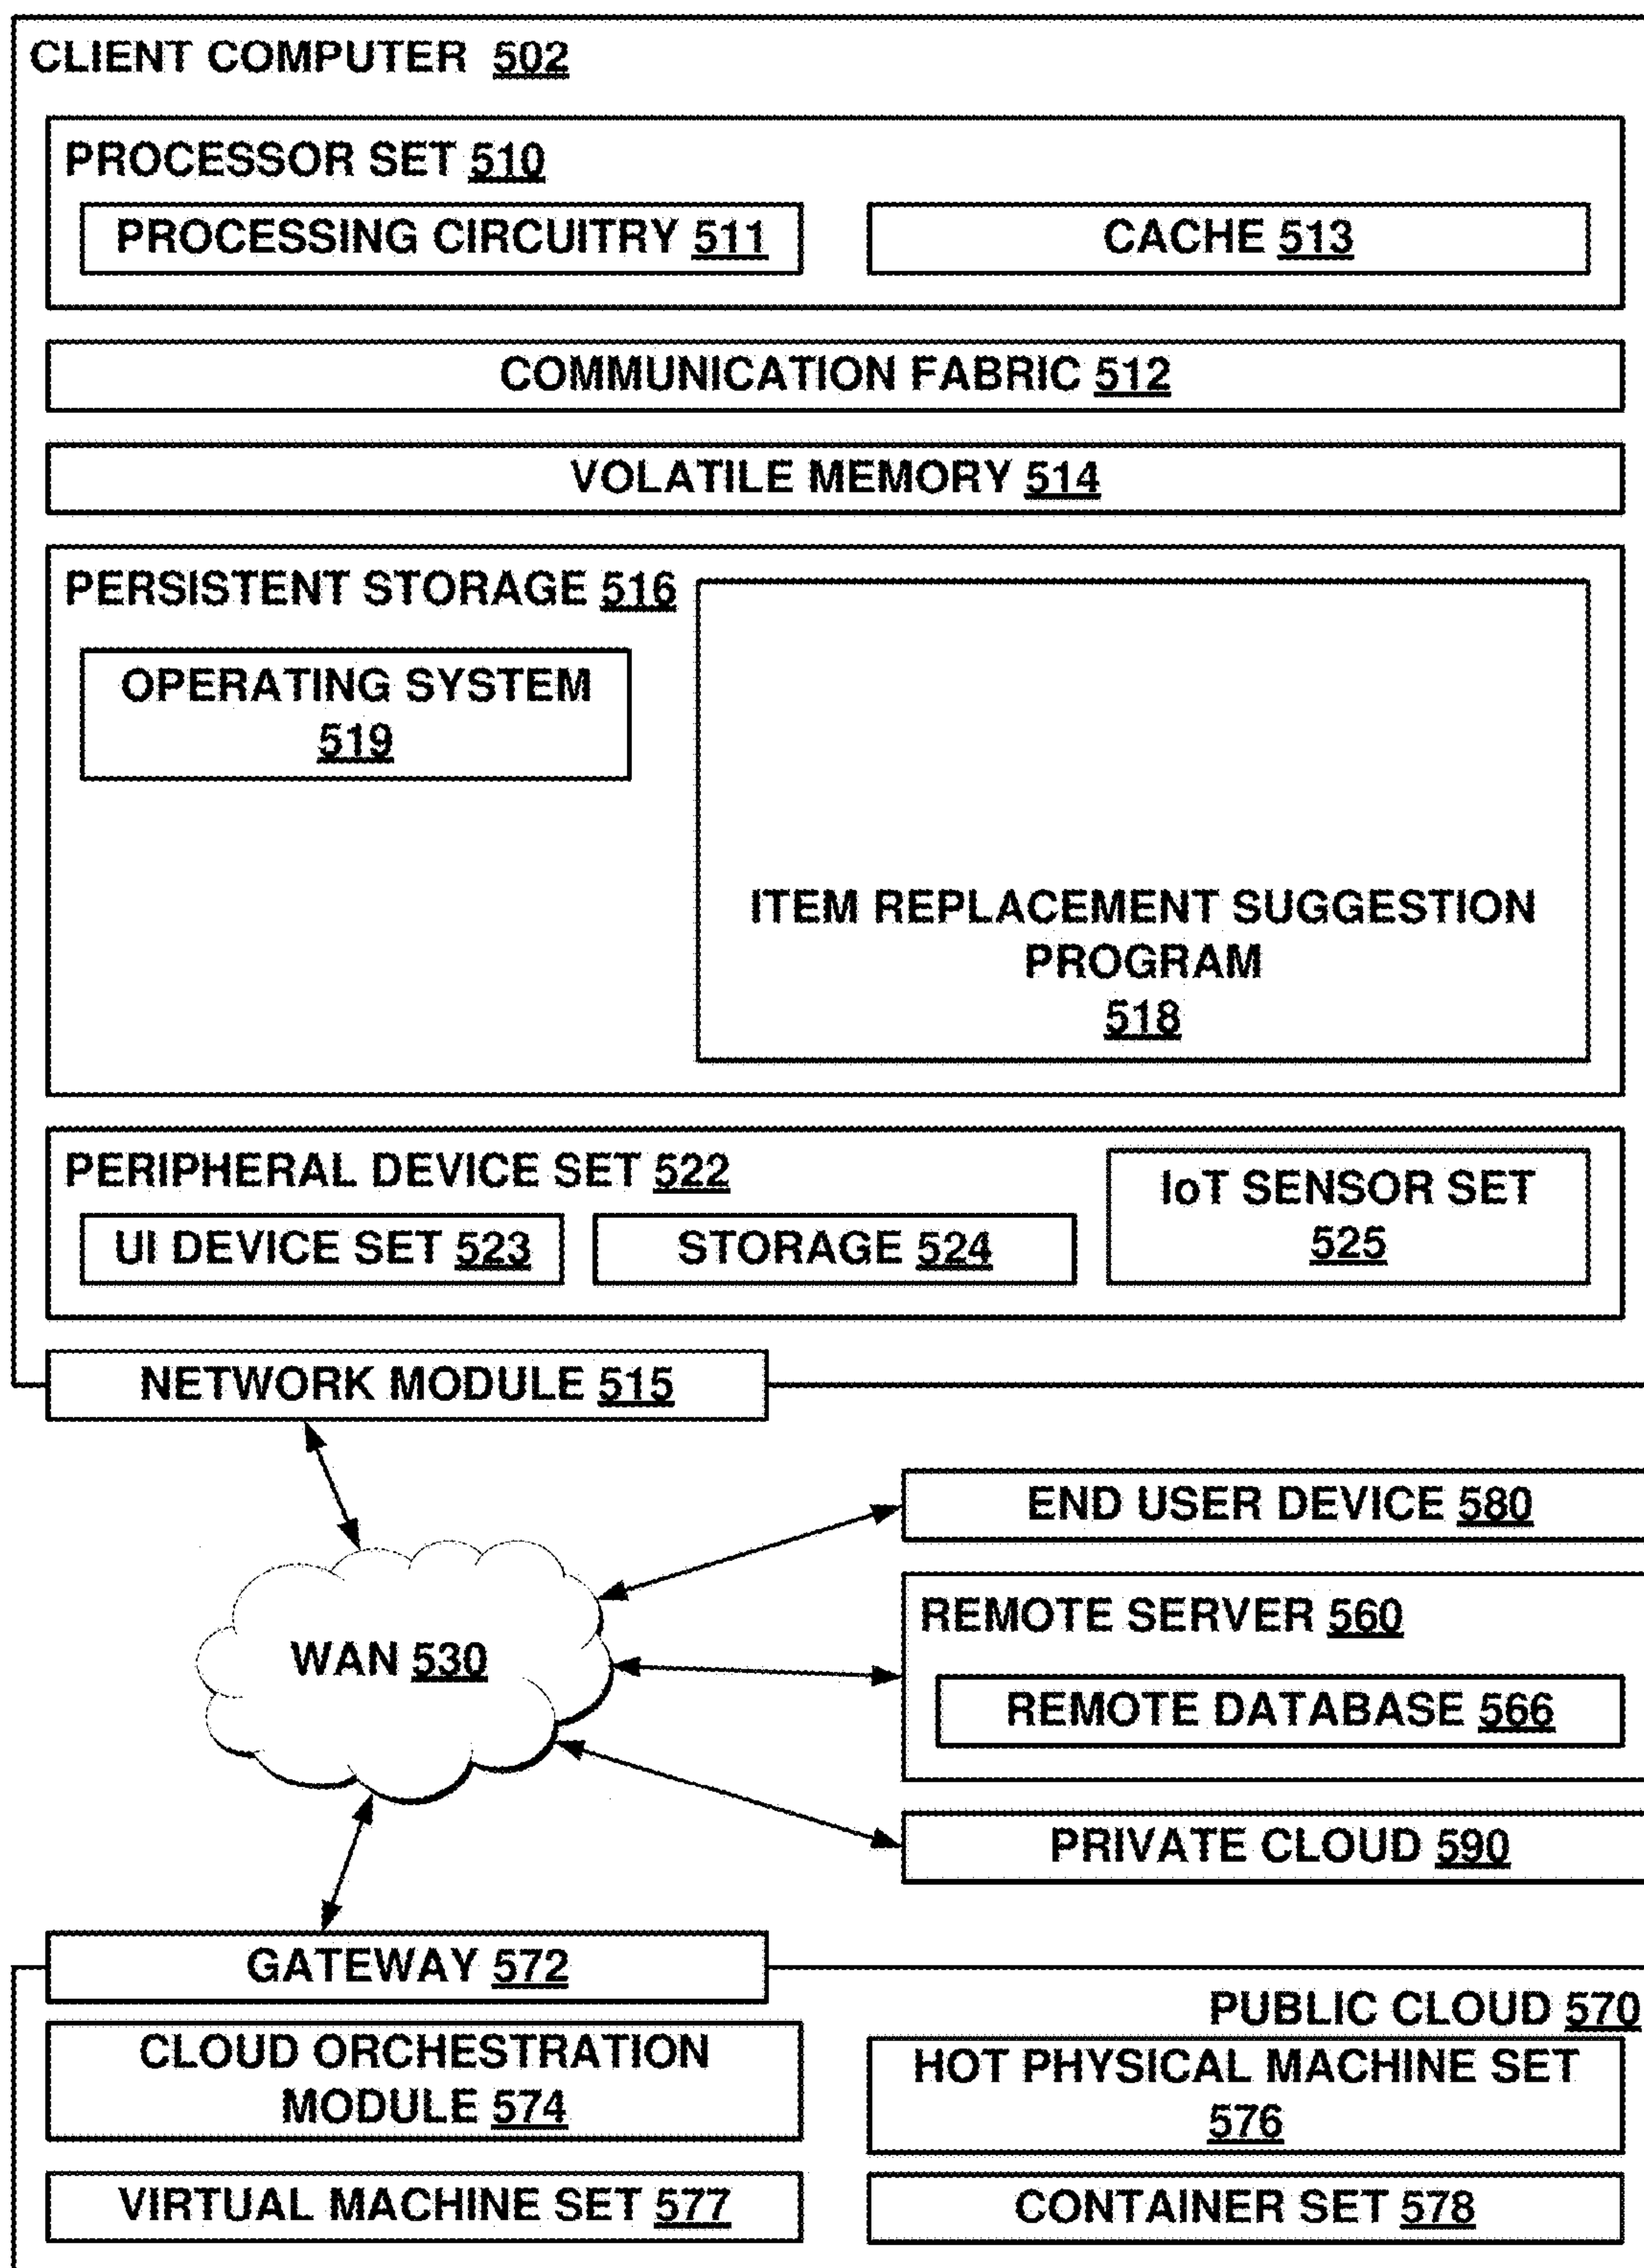 CLIENT COMPUTER 502
PROCESSOR SET 510
PROCESSING CIRCUITRY 511
CACHE 513
COMMUNICATION FABRIC 512
VOLATILE MEMORY 514
PERSISTENT STORAGE 516
OPERATING SYSTEM
519
ITEM REPLACEMENT SUGGESTION
PROGRAM
518
PERIPHERAL DEVICE SET 522
UI DEVICE SET 523
STORAGE 524
IoT SENSOR SET
525
NETWORK MODULE 515
END USER DEVICE 580
REMOTE SERVER 560
WAN 530
REMOTE DATABASE 566
PRIVATE CLOUD 590
GATEWAY 572
PUBLIC CLOUD 570
CLOUD ORCHESTRATION
MODULE 574
HOT PHYSICAL MACHINE SET
576
VIRTUAL MACHINE SET 577
CONTAINER SET 578